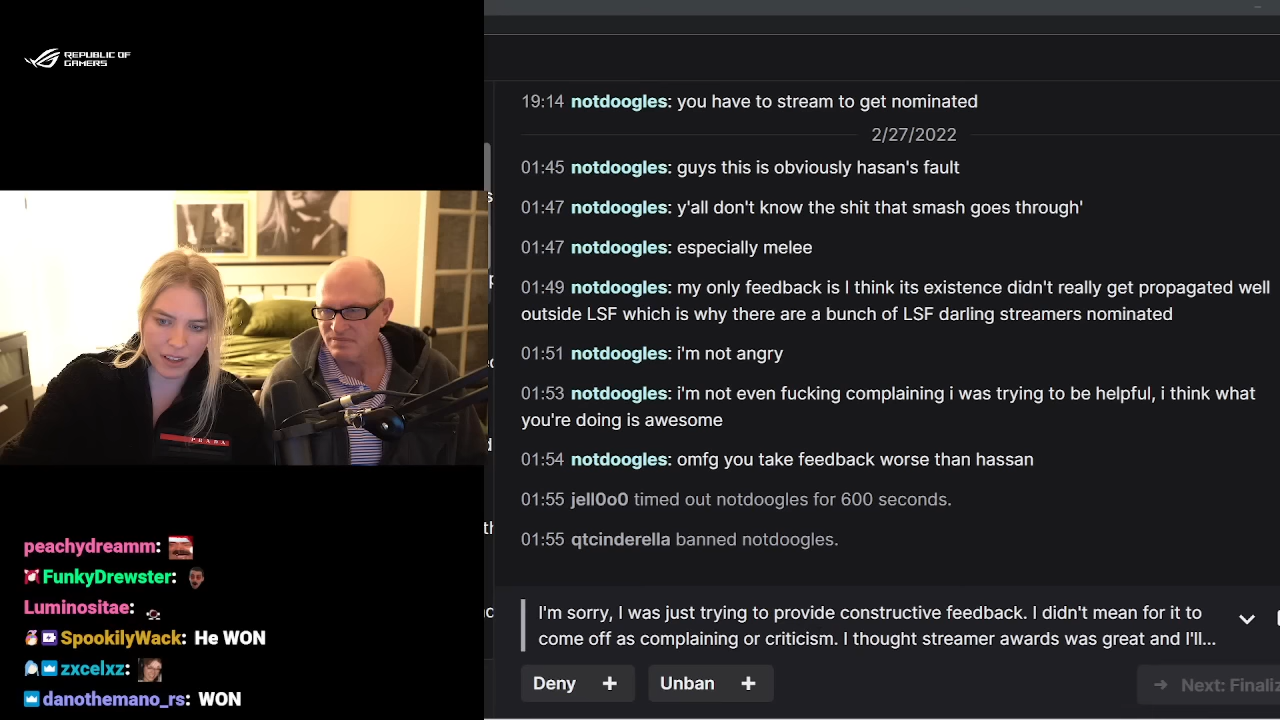 REPUBLIC OF
GAMERS
19:14 notdoogles: you have to stream to get nominated
2/27/2022
01:45 notdoogles: guys this is obviously hasan's fault
01:47 notdoogles: y'all don't know the shit that smash goes through'
01:47 notdoogles: especially melee
01:49 notdoogles: my only feedback is I think its existence didn't really get propagated well
outside LSF which is why there are a bunch of LSF darling streamers nominated
01:51 notdoogles: i'm not angry
01:53 notdoogles: i'm not even fucking complaining i was trying to be helpful, i think what
you're doing is awesome
01:54 notdoogles: omfg you take feedback worse than hassan
01:55 jell0o0 timed out notdoogles for 600 seconds.
01:55 qtcinderella banned notdoogles.
I'm sorry, I was just trying to provide constructive feedback. I didn't mean for it to
come off as complaining or criticism. I thought streamer awards was great and I'll...
Deny +
Unban +
→ Next: Finaliz
PRADA
peachydreamm:
FunkyDrewster:
Luminositae:
SpookilyWack: He WON
zxcelxz:
danothemano_rs: WON